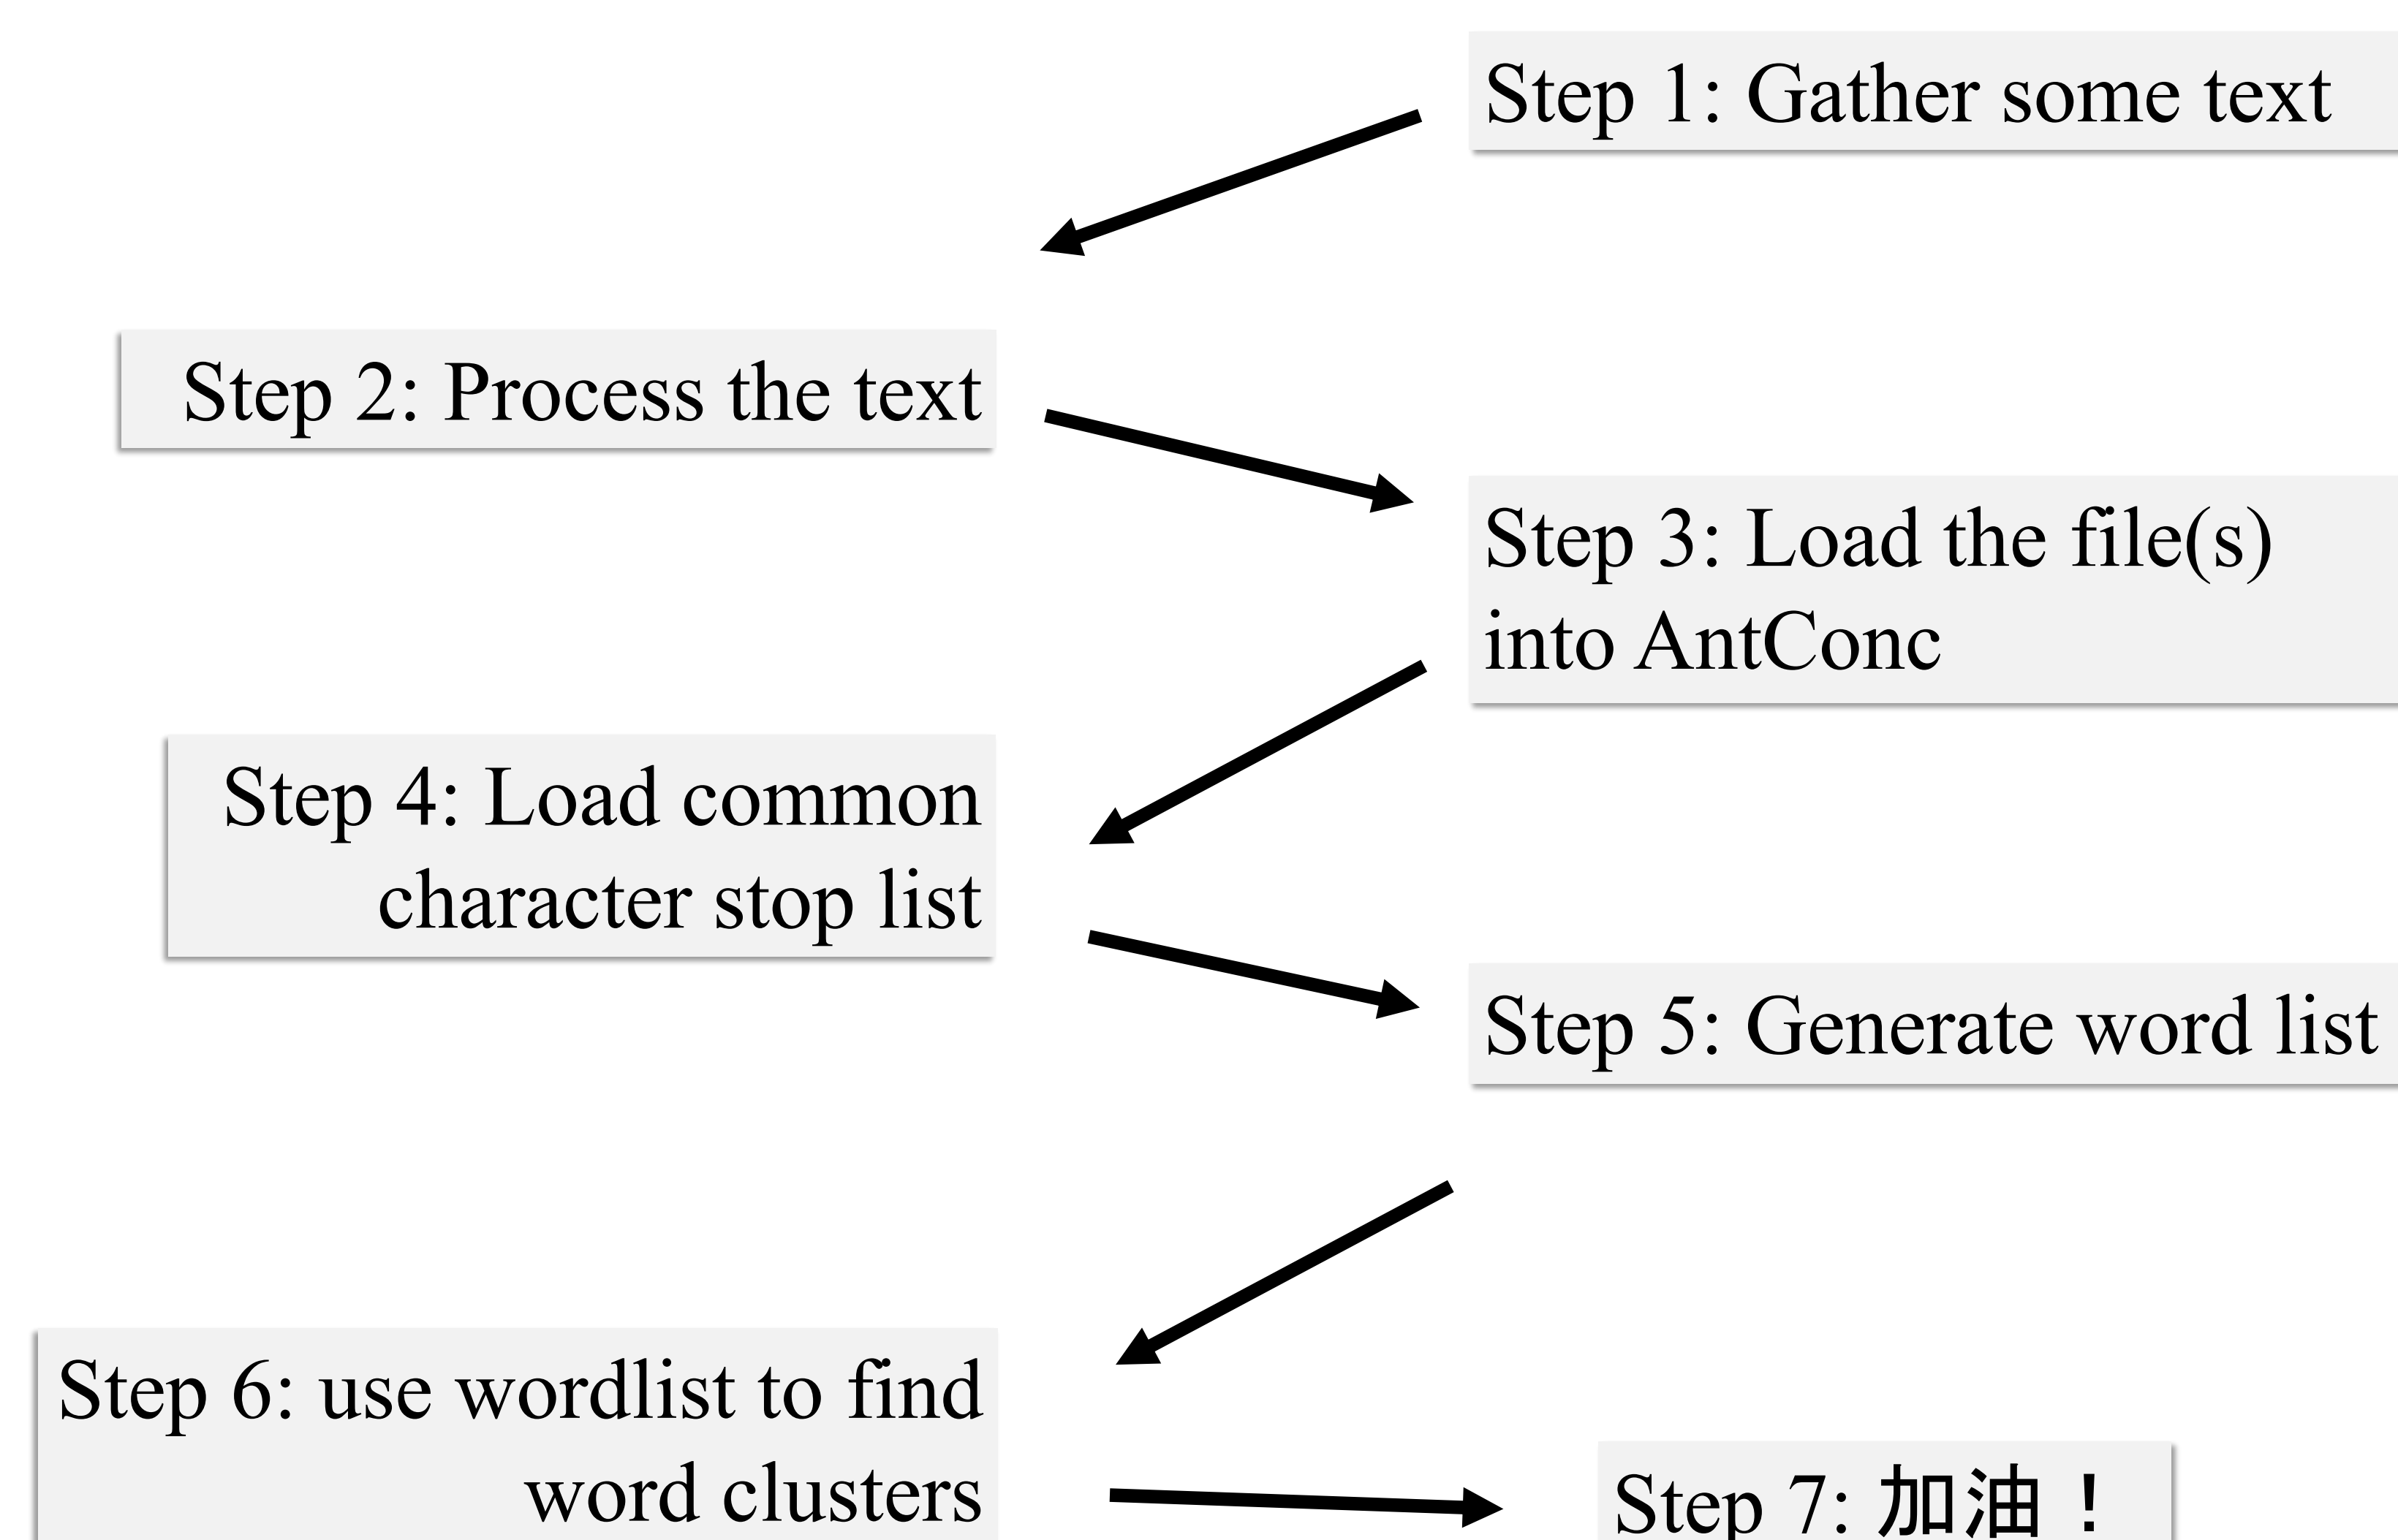 Step 1: Gather some text
Step 2: Process the text
Step 3: Load the file(s)
into AntConc
Step 4: Load common
character stop list
Step 5: Generate word list
Step 6: use wordlist to find
word clusters
Step 7: 加油！